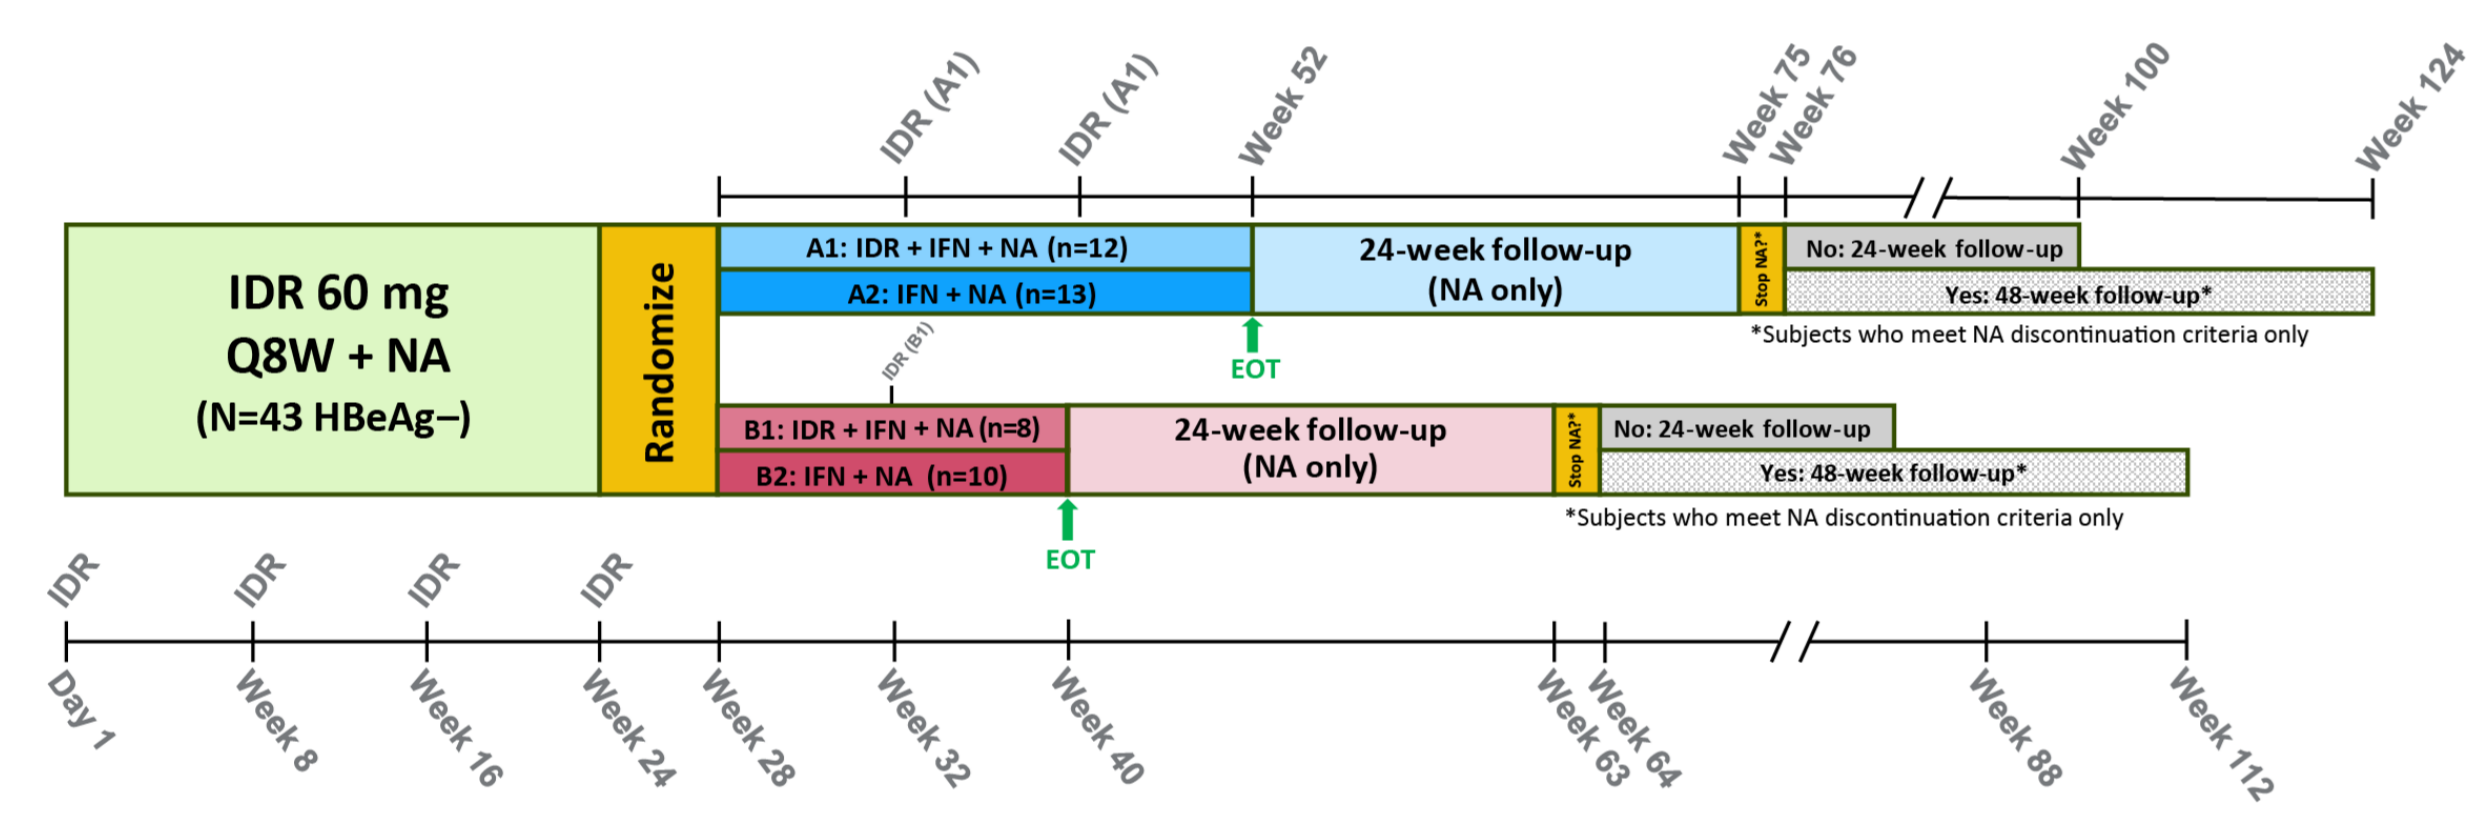 IDR (A1)
IDR (A1)
Week 52
Week 75
Week 76
Week 100
Week 124
IDR 60 mg
Q8W + NA
(N=43 HBeAg–)
Randomize
A1: IDR + IFN + NA (n=12)
A2: IFN + NA (n=13)
24-week follow-up
(NA only)
Stop NA?*
No: 24-week follow-up
Yes: 48-week follow-up*
*Subjects who meet NA discontinuation criteria only
EOT
IDR (B1)
B1: IDR + IFN + NA (n=8)
B2: IFN + NA (n=10)
24-week follow-up
(NA only)
Stop NA?*
No: 24-week follow-up
Yes: 48-week follow-up*
*Subjects who meet NA discontinuation criteria only
EOT
IDR
IDR
IDR
IDR
Day 1
Week 8
Week 16
Week 24
Week 28
Week 32
Week 40
Week 63
Week 64
Week 88
Week 112